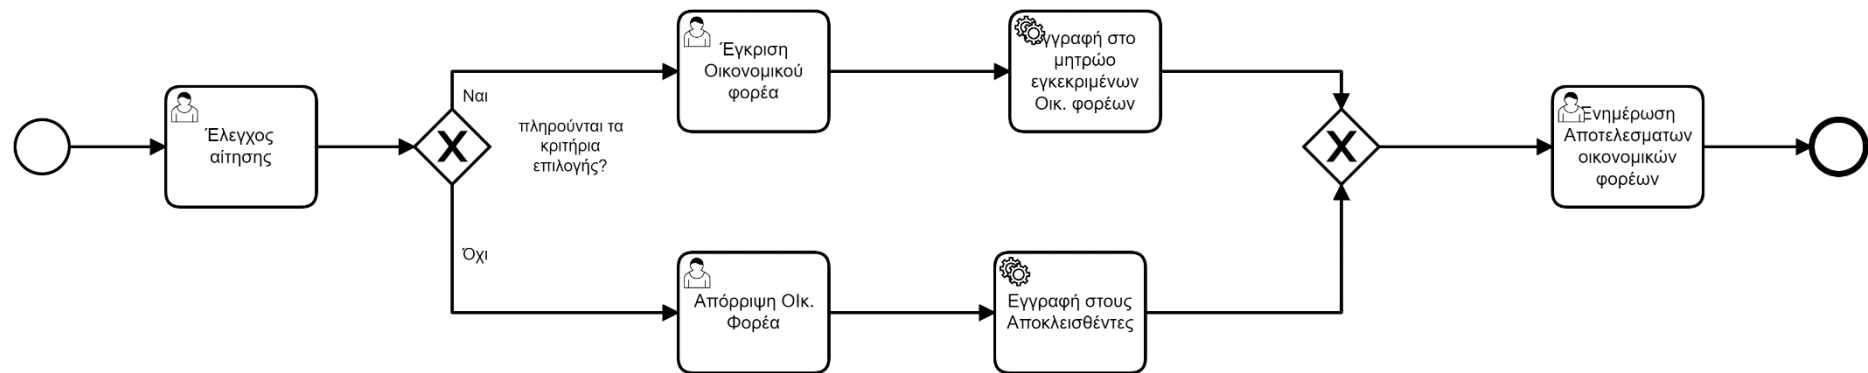 Έλεγχος
αίτησης
Ναι
πληρούνται τα
κριτήρια
επιλογής?
Όχι
Έγκριση
Οικονομικού
φορέα
Εγγραφή στο
μητρώο
εγκεκριμένων
Οικ. φορέων
Απόρριψη ΟΙκ.
Φορέα
Εγγραφή στους
Αποκλεισθέντες
Ενημέρωση
Αποτελεσματων
οικονομικών
φορέων